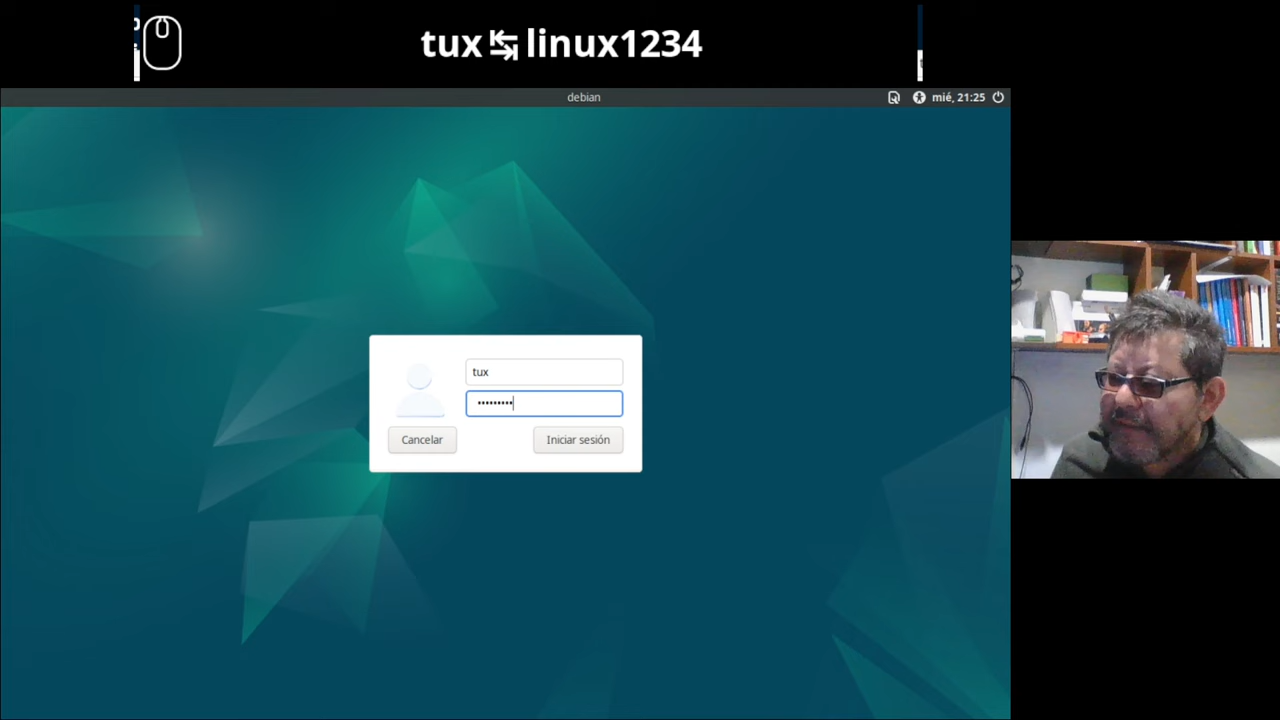 tux↹linux1234
debian
mié, 21:25
tux
•••••••••
Cancelar
Iniciar sesión